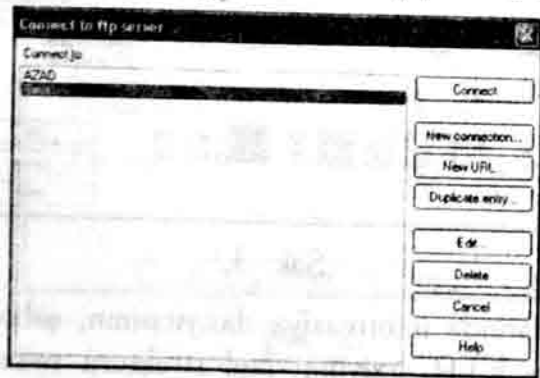 Connect to ftp server
Connect to:
AZAD
Connect
New connection...
New URL...
Duplicate entry...
Edit...
Delete
Cancel
Help
Şək. 4.